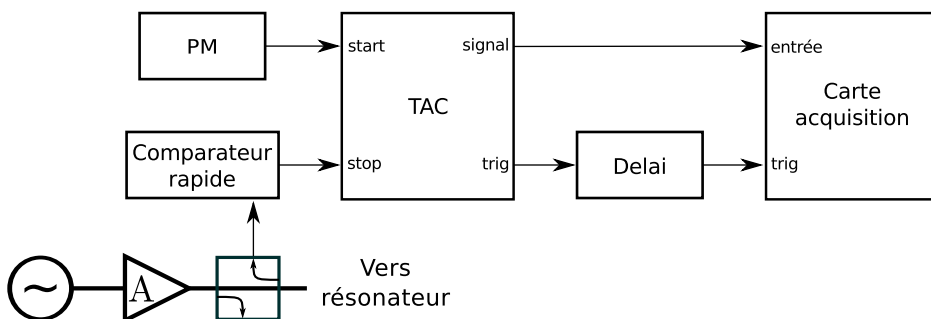 PM
start
signal
entrée
TAC
Carte
acquisition
Comparateur
rapide
stop
trig
Delai
trig
A
~
Vers
résonateur